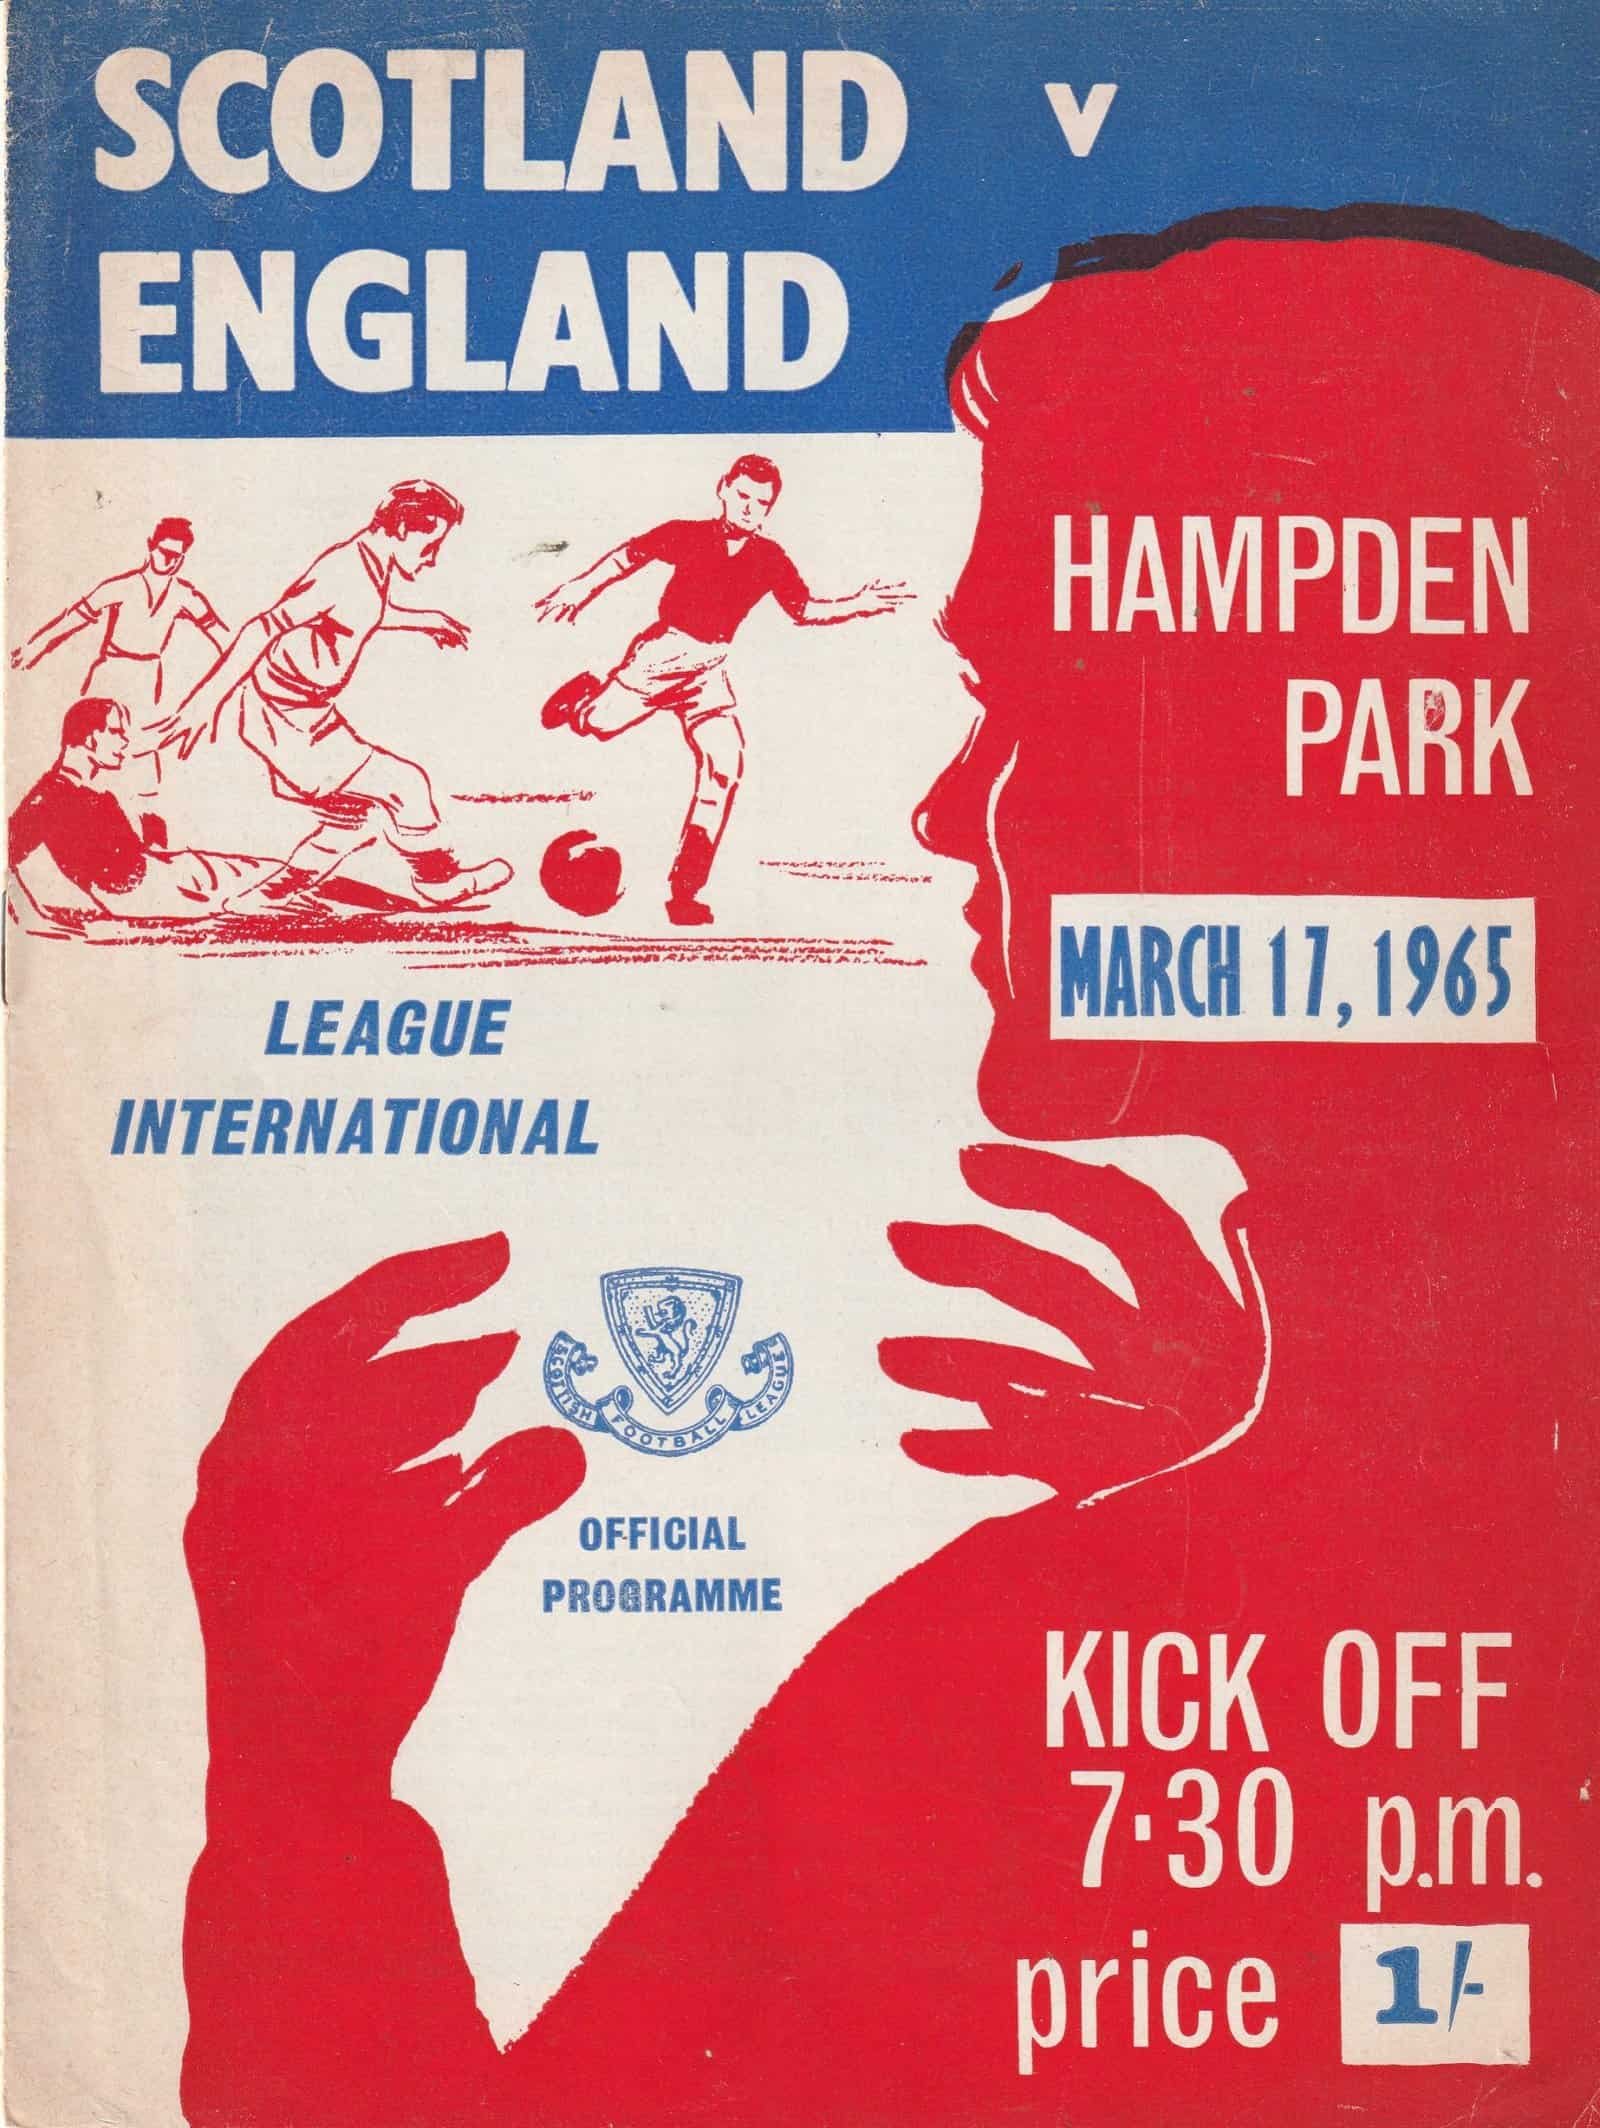 SCOTLAND v
ENGLAND
HAMPDEN
PARK
MARCH 17, 1965
LEAGUE
INTERNATIONAL
SCOTTISH FOOTBALL LEAGUE
OFFICIAL
PROGRAMME
KICK OFF
7·30 p.m.
price 1/-